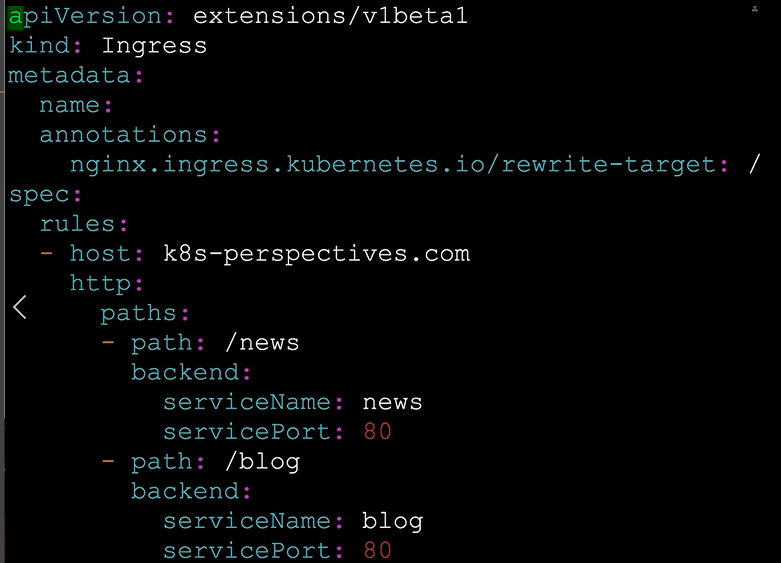 apiVersion: extensions/v1beta1
kind: Ingress
metadata:
  name:
  annotations:
    nginx.ingress.kubernetes.io/rewrite-target: /
spec:
  rules:
  - host: k8s-perspectives.com
    http:
      paths:
      - path: /news
        backend:
          serviceName: news
          servicePort: 80
      - path: /blog
        backend:
          serviceName: blog
          servicePort: 80